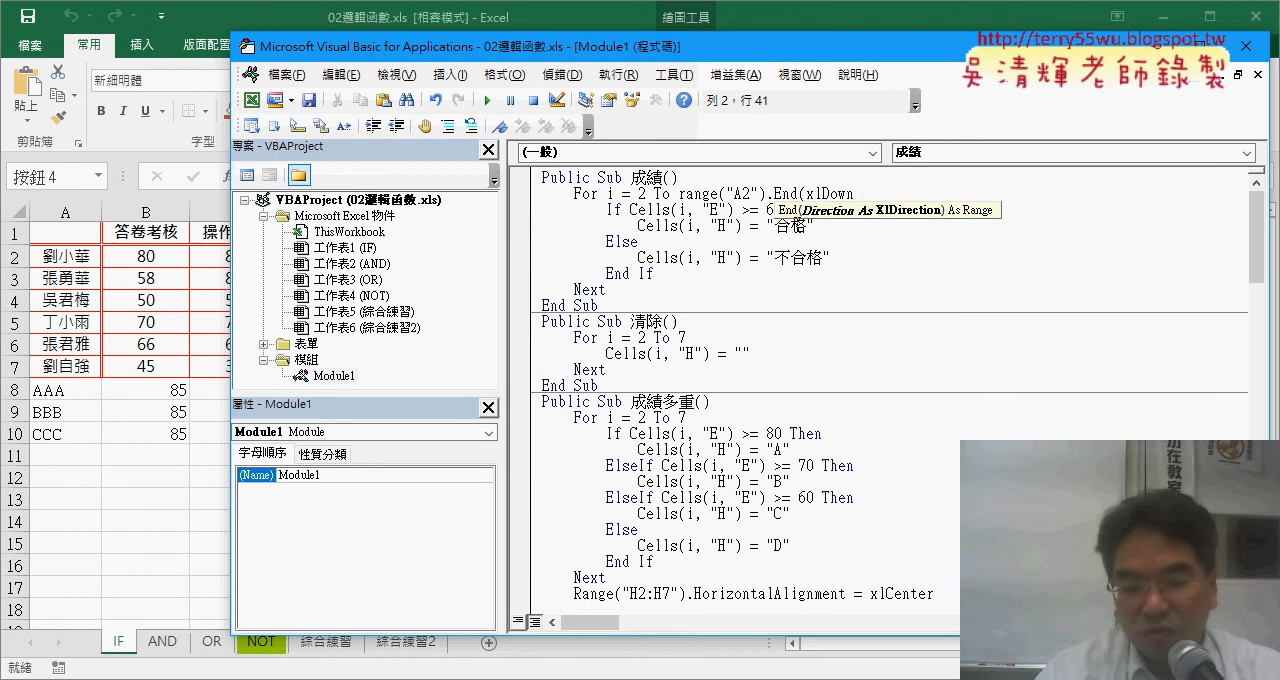 02邏輯函數.xls [相容模式] - Excel
繪圖工具
檔案
常用
插入
版面配置
Microsoft Visual Basic for Applications - 02邏輯函數.xls - [Module1 (程式碼)]
http://terry55wu.blogspot.tw
吳清輝老師錄製
檔案(F) 編輯(E) 檢視(V) 插入(I) 格式(O) 偵錯(D) 執行(R) 工具(T) 增益集(A) 視窗(W) 說明(H)
列 2，行 41
貼上
新細明體
B I U
剪貼簿
字型
按鈕 4
專案 - VBAProject
VBAProject (02邏輯函數.xls)
Microsoft Excel 物件
ThisWorkbook
工作表1 (IF)
工作表2 (AND)
工作表3 (OR)
工作表4 (NOT)
工作表5 (綜合練習)
工作表6 (綜合練習2)
表單
模組
Module1
屬性 - Module1
Module1 Module
字母順序 性質分類
(Name) Module1
(一般)
成績
Public Sub 成績()
For i = 2 To range("A2").End(xlDown
If Cells(i, "E") >= 6
End(Direction As XlDirection) As Range
Cells(i, "H") = "合格"
Else
Cells(i, "H") = "不合格"
End If
Next
End Sub
Public Sub 清除()
For i = 2 To 7
Cells(i, "H") = ""
Next
End Sub
Public Sub 成績多重()
For i = 2 To 7
If Cells(i, "E") >= 80 Then
Cells(i, "H") = "A"
ElseIf Cells(i, "E") >= 70 Then
Cells(i, "H") = "B"
ElseIf Cells(i, "E") >= 60 Then
Cells(i, "H") = "C"
Else
Cells(i, "H") = "D"
End If
Next
Range("H2:H7").HorizontalAlignment = xlCenter
A B
1 答卷考核 操作
2 劉小華 80 8
3 張勇華 58 8
4 吳君梅 50 5
5 丁小雨 70 7
6 張君雅 66 6
7 劉自強 45 3
8 AAA 85
9 BBB 85
10 CCC 85
11
12
13
14
15
16
17
18
IF AND OR NOT 綜合練習 綜合練習2
就緒